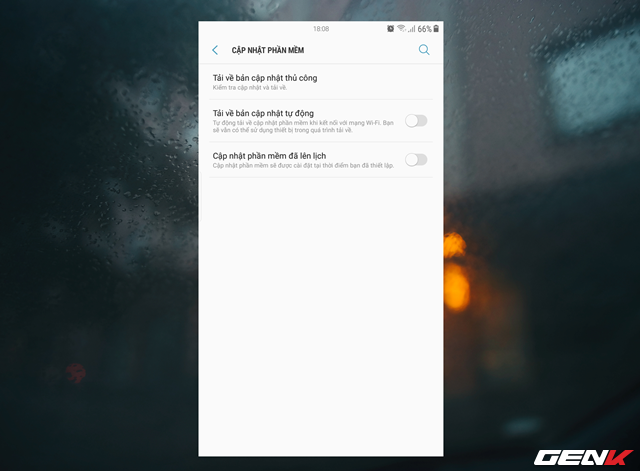 18:08 66%
CẬP NHẬT PHẦN MỀM
Tải về bản cập nhật thủ công
Kiểm tra cập nhật và tải về.
Tải về bản cập nhật tự động
Tự động tải về cập nhật phần mềm khi kết nối với mạng Wi-Fi. Bạn
sẽ vẫn có thể sử dụng thiết bị trong quá trình tải về.
Cập nhật phần mềm đã lên lịch
Cập nhật phần mềm sẽ được cài đặt tại thời điểm bạn đã thiết lập.
GENK